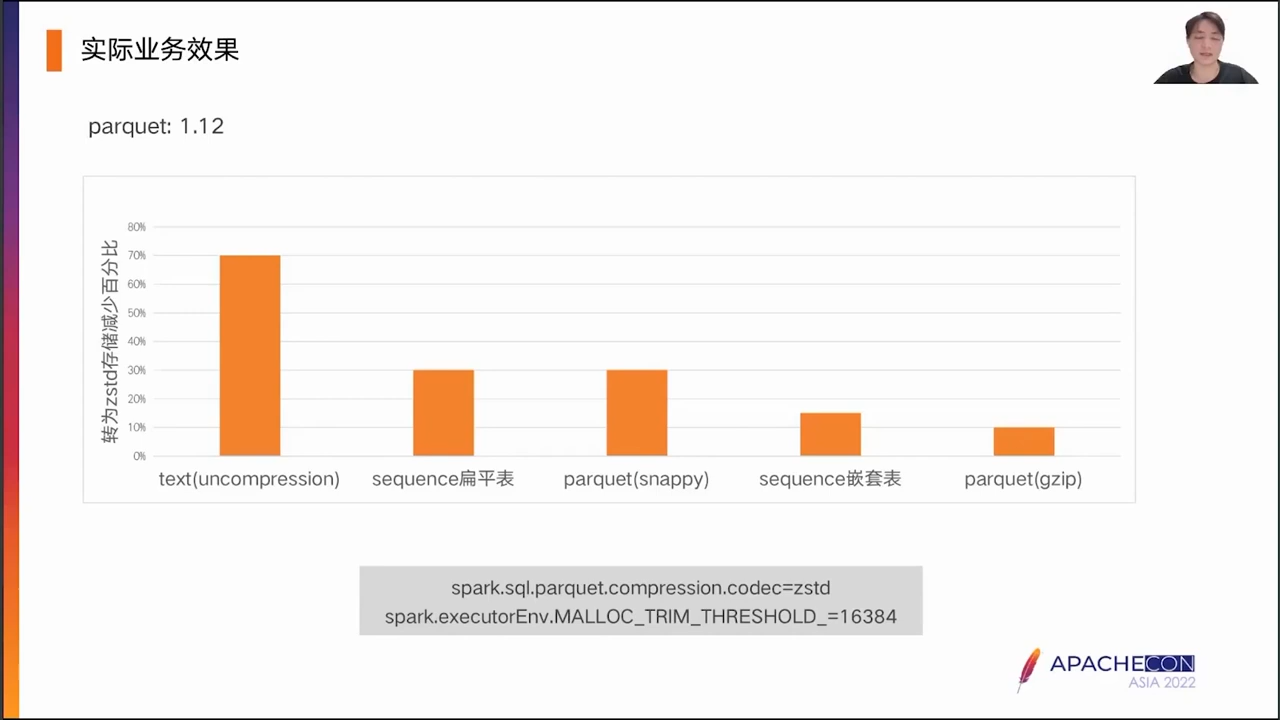 实际业务效果
parquet: 1.12
转为zstd存储减少百分比
80%
70%
60%
50%
40%
30%
20%
10%
0%
text(uncompression) sequence扁平表 parquet(snappy) sequence嵌套表 parquet(gzip)
spark.sql.parquet.compression.codec=zstd
spark.executorEnv.MALLOC_TRIM_THRESHOLD_=16384
APACHECON
ASIA 2022